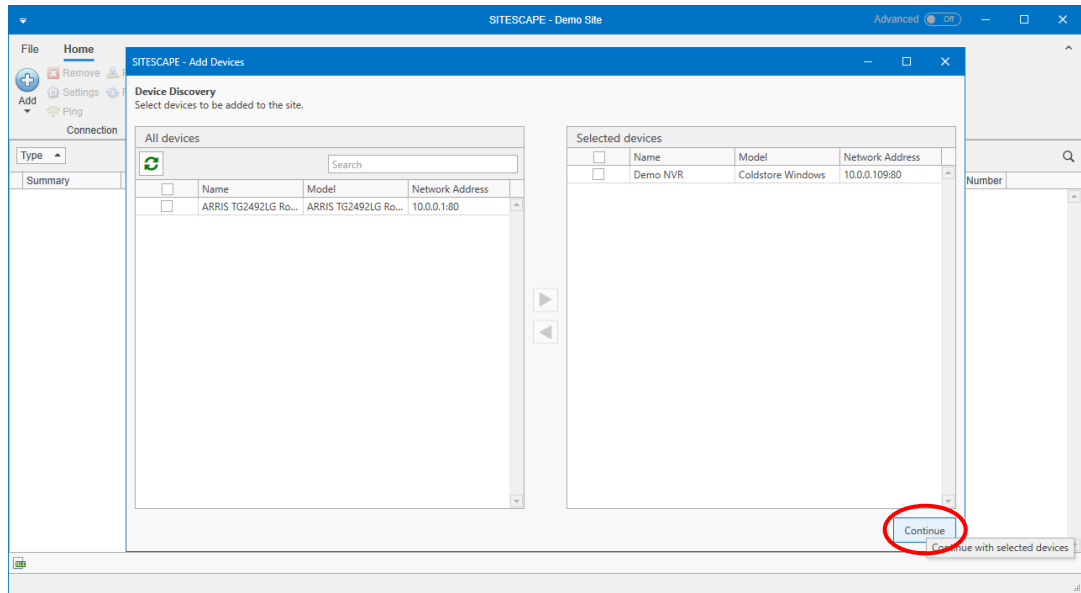 SITESCAPE - Demo Site
Advanced Off
File Home
Add
Remove
Settings
Ping
Connection
Type
Summary
Number
SITESCAPE - Add Devices
Device Discovery
Select devices to be added to the site.
All devices
Search
Name Model Network Address
ARRIS TG2492LG Ro... ARRIS TG2492LG Ro... 10.0.0.1:80
Selected devices
Name Model Network Address
Demo NVR Coldstore Windows 10.0.0.109:80
Continue
Continue with selected devices